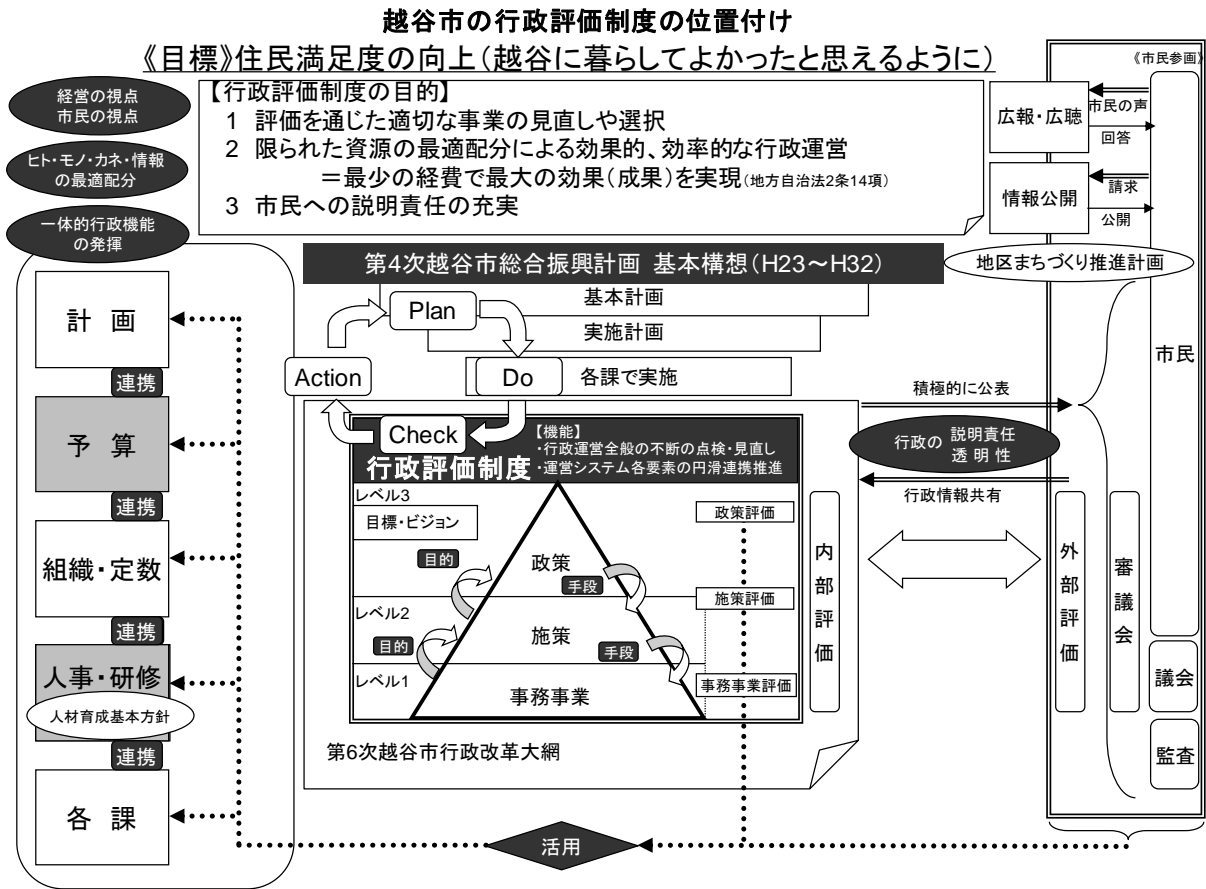 越谷市の行政評価制度の位置付け
《目標》住民満足度の向上(越谷に暮らしてよかったと思えるように)
《市民参画》
経営の視点
市民の視点
ヒト・モノ・カネ・情報
の最適配分
一体的行政機能
の発揮
【行政評価制度の目的】
1 評価を通じた適切な事業の見直しや選択
2 限られた資源の最適配分による効果的、効率的な行政運営
=最少の経費で最大の効果(成果)を実現(地方自治法2条14項)
3 市民への説明責任の充実
広報・広聴
市民の声
回答
情報公開
請求
公開
地区まちづくり推進計画
第4次越谷市総合振興計画 基本構想(H23~H32)
基本計画
実施計画
各課で実施
Plan
Do
Check
Action
計 画
連携
予 算
連携
組織・定数
連携
人事・研修
人材育成基本方針
連携
各 課
行政評価制度
【機能】
・行政運営全般の不断の点検・見直し
・運営システム各要素の円滑連携推進
レベル3
目標・ビジョン
政策
政策評価
目的
手段
レベル2
施策
施策評価
目的
手段
レベル1
事務事業
事務事業評価
内部評価
第6次越谷市行政改革大綱
積極的に公表
行政の 説明責任
透明性
行政情報共有
外部評価
審議会
市民
議会
監査
活用